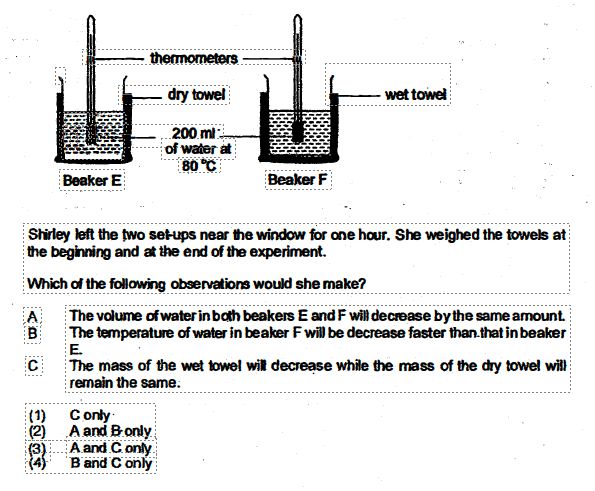 thermometers
dry towel
wet towel
200 ml
of water at
80 °C
Beaker E
Beaker F
Shirley left the two set-ups near the window for one hour. She weighed the towels at
the beginning and at the end of the experiment.
Which of the following observations would she make?
A The volume of water in both beakers E and F will decrease by the same amount.
B The temperature of water in beaker F will be decrease faster than that in beaker
E.
C The mass of the wet towel will decrease while the mass of the dry towel will
remain the same.
(1) C only
(2) A and B only
(3) A and C only
(4) B and C only